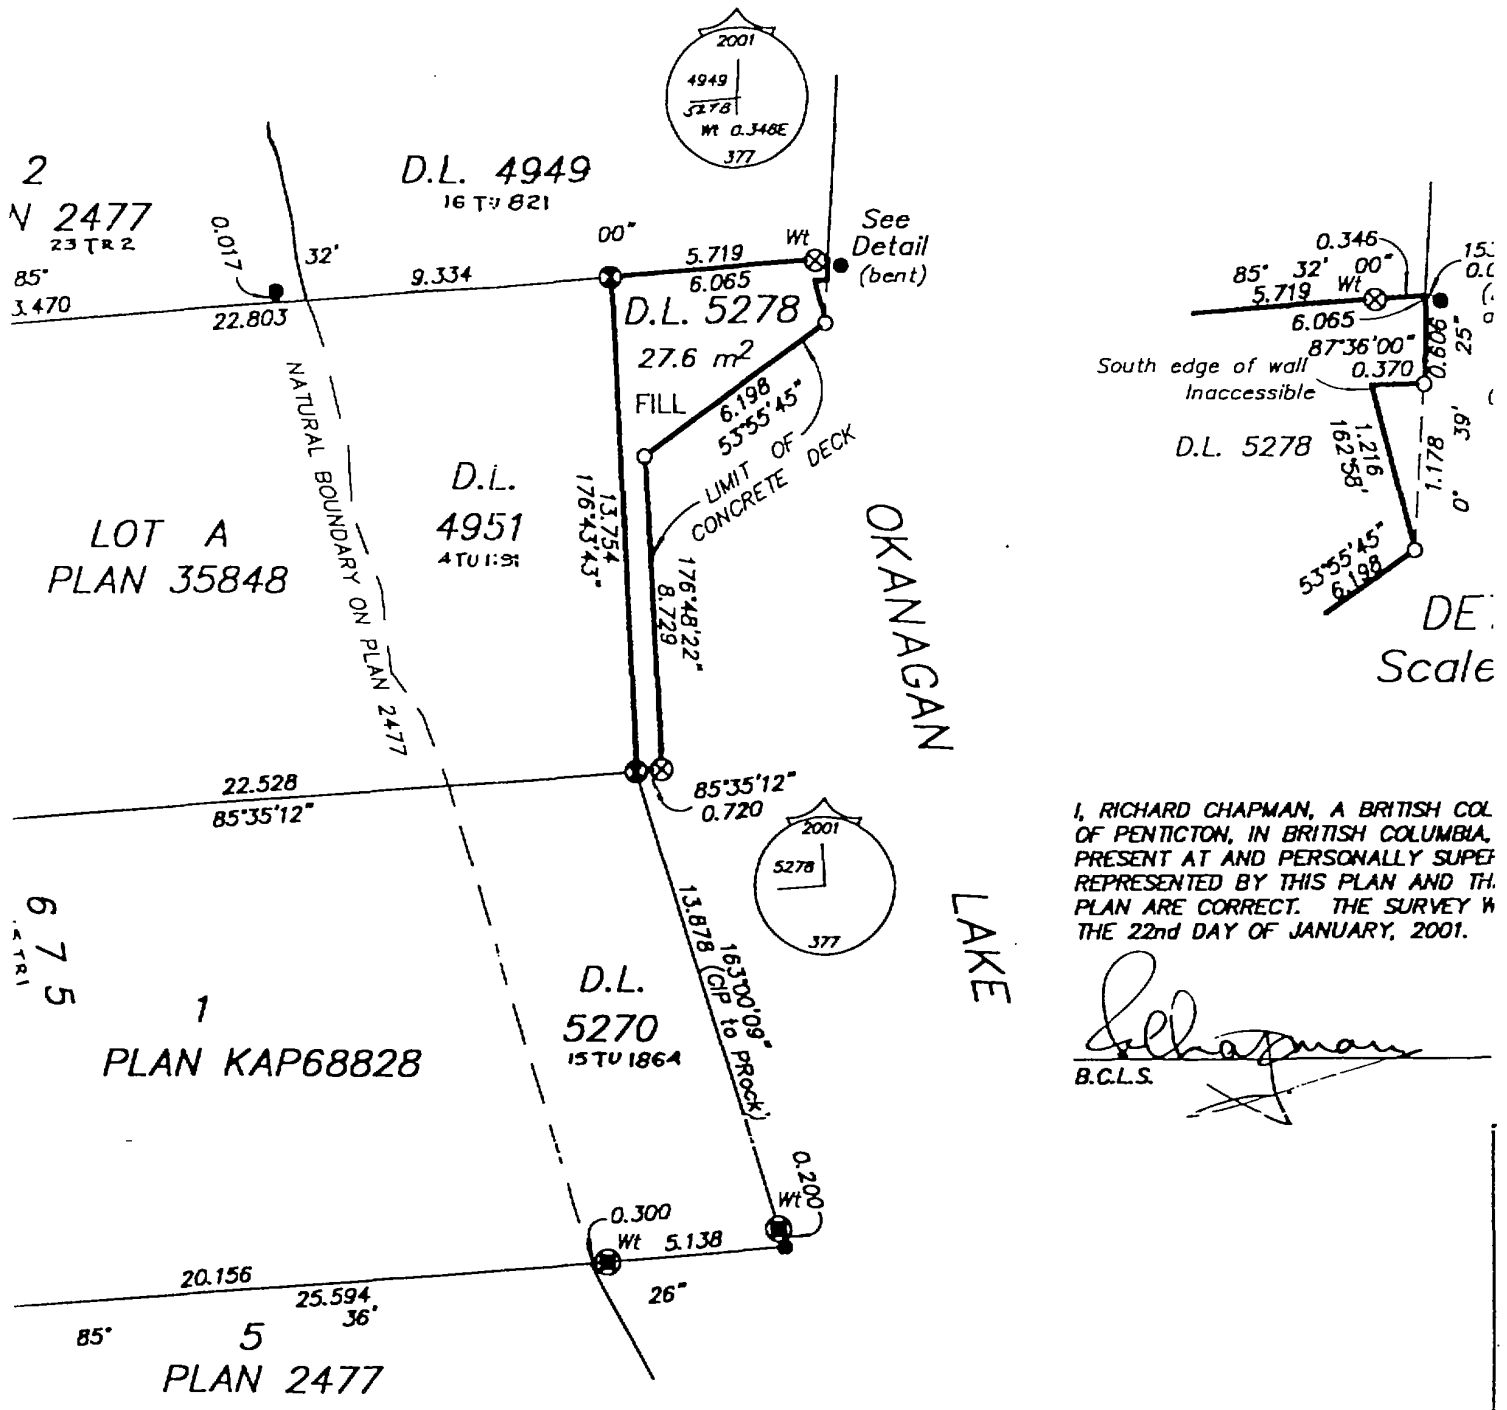 2001
4949
5278
Wt 0.348E
377
2
2477
23 TR 2
D.L. 4949
16 TU 821
0.017
32'
00"
5.719
Wt
See
Detail
(bent)
85°
3.470
22.803
9.334
6.065
D.L. 5278
27.6 m2
FILL
6.198
53°55'45"
LIMIT OF
CONCRETE DECK
NATURAL BOUNDARY ON PLAN 2477
D.L.
4951
13.754
176°43'43"
176°48'22"
8.729
LOT A
PLAN 35848
OKANAGAN
LAKE
22.528
85°35'12"
85°35'12"
0.720
2001
5278
377
13.878 (CIP to PRock)
163°00'09"
6 7 5
1
PLAN KAP68828
D.L.
5270
15 TU 1864
0.300
Wt
5.138
Wt
0.200
20.156
25.594
85°
36'
26"
5
PLAN 2477
0.346
85° 32' 00"
5.719
Wt
6.065
87°36'00"
South edge of wall
Inaccessible
0.370
0.606
25"
D.L. 5278
1.216
162°58'
1.178
39'
0°
53°55'45"
6.198
Scale
I, RICHARD CHAPMAN, A BRITISH COL
OF PENTICTON, IN BRITISH COLUMBIA,
PRESENT AT AND PERSONALLY SUPER
REPRESENTED BY THIS PLAN AND TH
PLAN ARE CORRECT. THE SURVEY W
THE 22nd DAY OF JANUARY, 2001.
B.C.L.S.